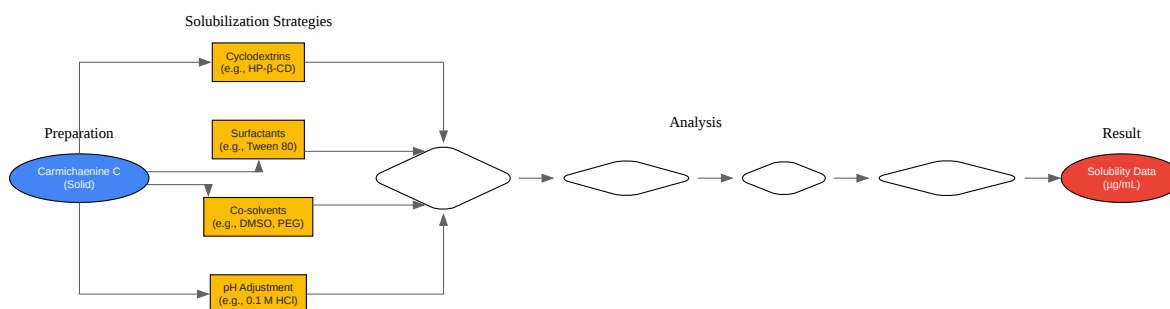 Solubilization Strategies
Cyclodextrins
(e.g., HP-β-CD)
Preparation
Surfactants
(e.g., Tween 80)
Analysis
Result
Carmichaenine C
(Solid)
Solubility Data
(µg/mL)
Co-solvents
(e.g., DMSO, PEG)
pH Adjustment
(e.g., 0.1 M HCl)